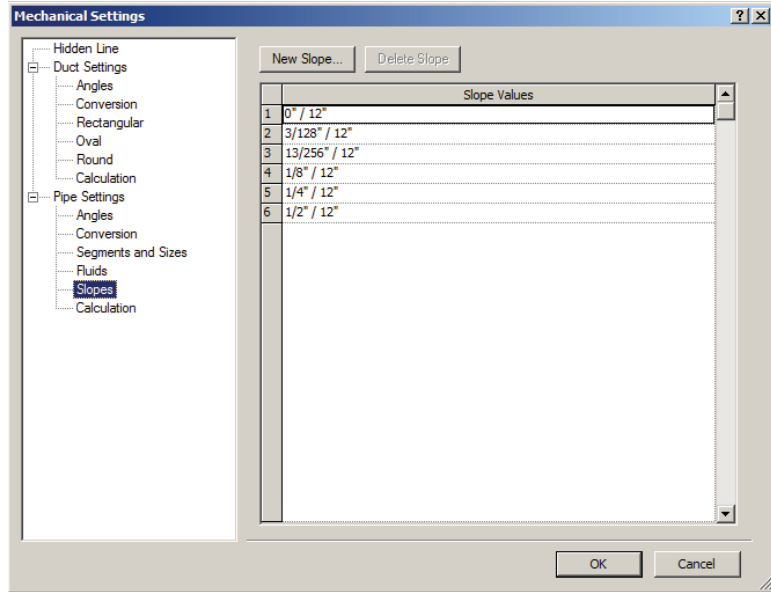 Mechanical Settings
Hidden Line
Duct Settings
Angles
Conversion
Rectangular
Oval
Round
Calculation
Pipe Settings
Angles
Conversion
Segments and Sizes
Fluids
Slopes
Calculation
New Slope... Delete Slope
Slope Values
1 0" / 12"
2 3/128" / 12"
3 13/256" / 12"
4 1/8" / 12"
5 1/4" / 12"
6 1/2" / 12"
OK Cancel